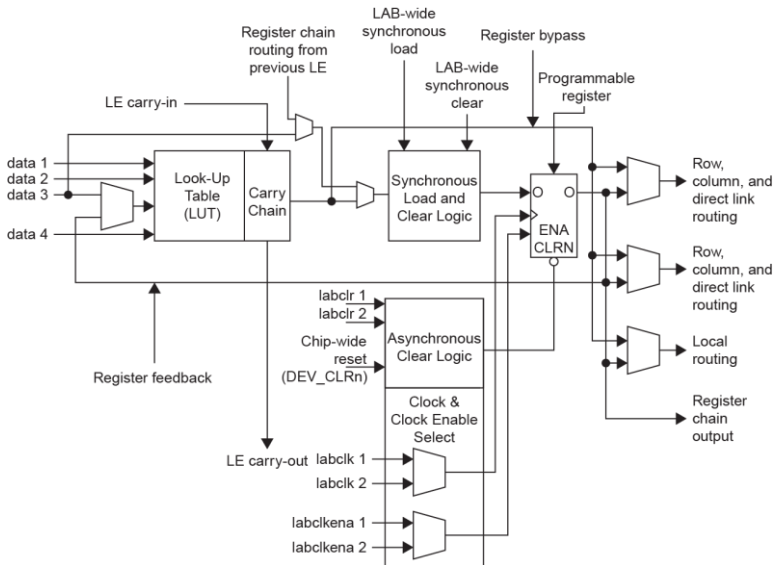 Register chain
routing from
previous LE
LAB-wide
synchronous
load
LAB-wide
synchronous
clear
Register bypass
Programmable
register
LE carry-in
data 1
data 2
data 3
data 4
Look-Up
Table
(LUT)
Carry
Chain
Synchronous
Load and
Clear Logic
O O
ENA
CLRN
Row,
column, and
direct link
routing
Row,
column, and
direct link
routing
Local
routing
Register
chain
output
Register feedback
labclr 1
labclr 2
Chip-wide
reset
(DEV_CLRn)
Asynchronous
Clear Logic
Clock &
Clock Enable
Select
LE carry-out
labclk 1
labclk 2
labclkena 1
labclkena 2